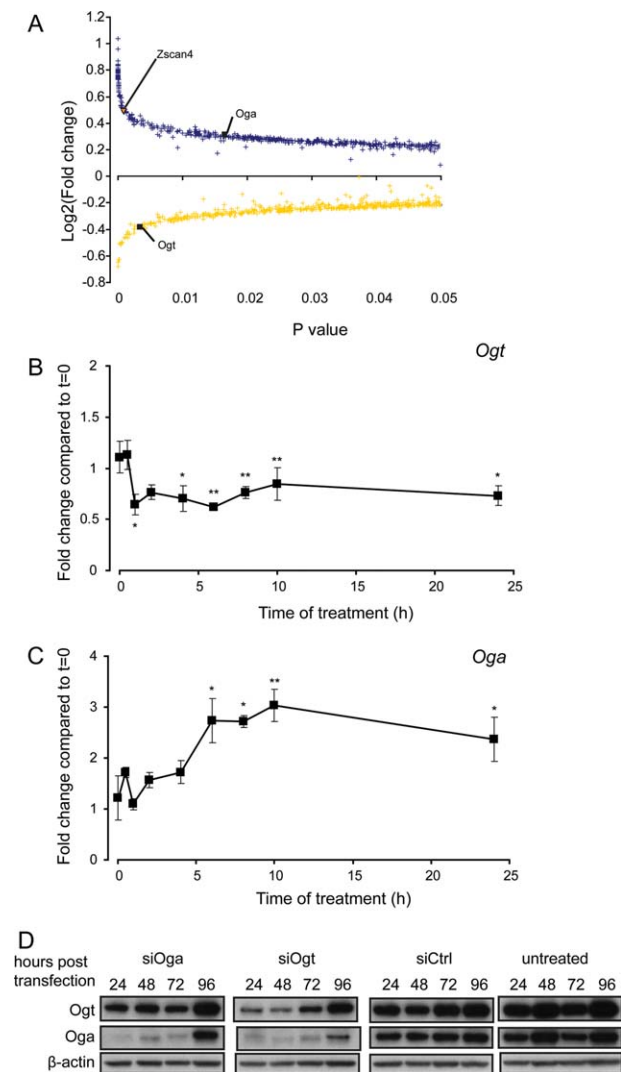 A
Log2(Fold change)
1.2
1
0.8
0.6
0.4
0.2
0
-0.2
-0.4
-0.6
-0.8
Zscan4
Oga
Ogt
0 0.01 0.02 0.03 0.04 0.05
P value
B
Ogt
Fold change compared to t=0
2
1.5
1
0.5
0
* * ** ** ** *
0 5 10 15 20 25
Time of treatment (h)
C
Oga
Fold change compared to t=0
4
3
2
1
0
* * ** *
0 5 10 15 20 25
Time of treatment (h)
D
siOga siOgt siCtrl untreated
hours post
transfection
24 48 72 96 24 48 72 96 24 48 72 96 24 48 72 96
Ogt
Oga
β-actin